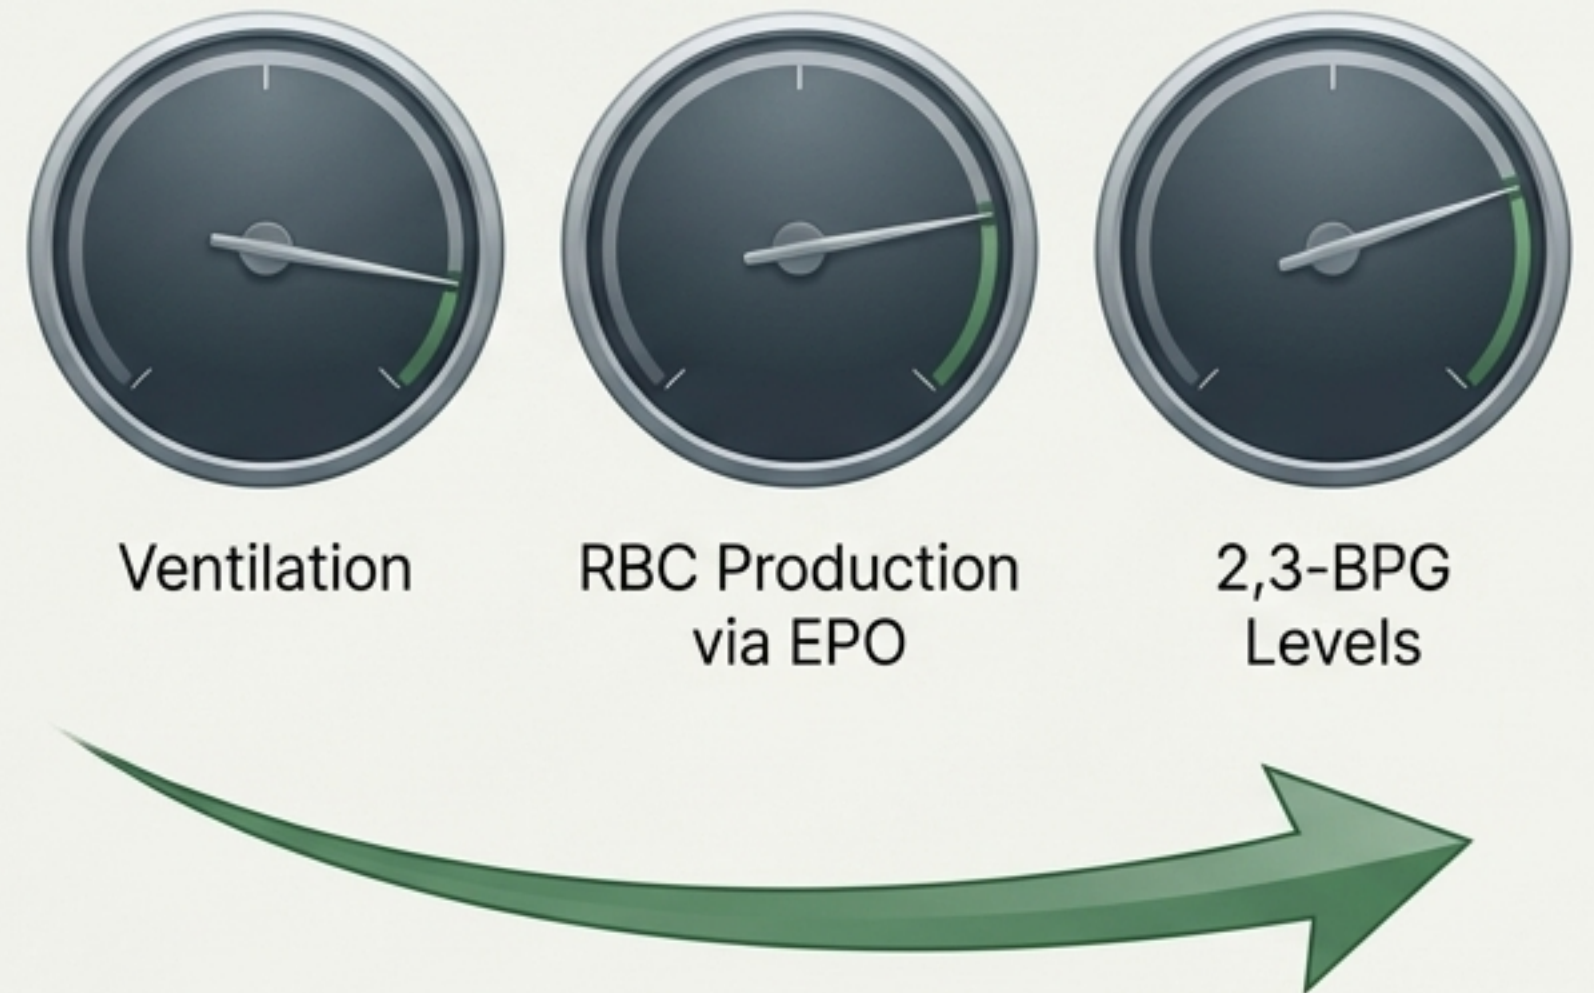 Ventilation
RBC Production
via EPO
2,3-BPG
Levels